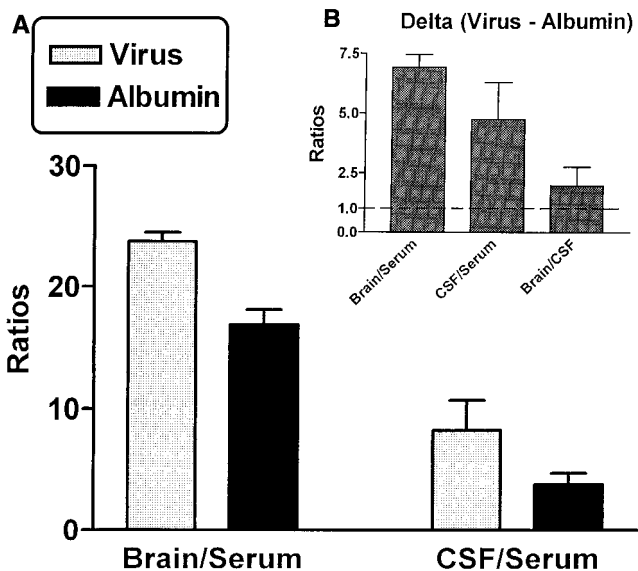 A
Virus
Albumin
30
20
10
0
Ratios
Brain/Serum
CSF/Serum
B
Delta (Virus - Albumin)
7.5
5.0
2.5
1.0
0.0
Ratios
Brain/Serum
CSF/Serum
Brain/CSF